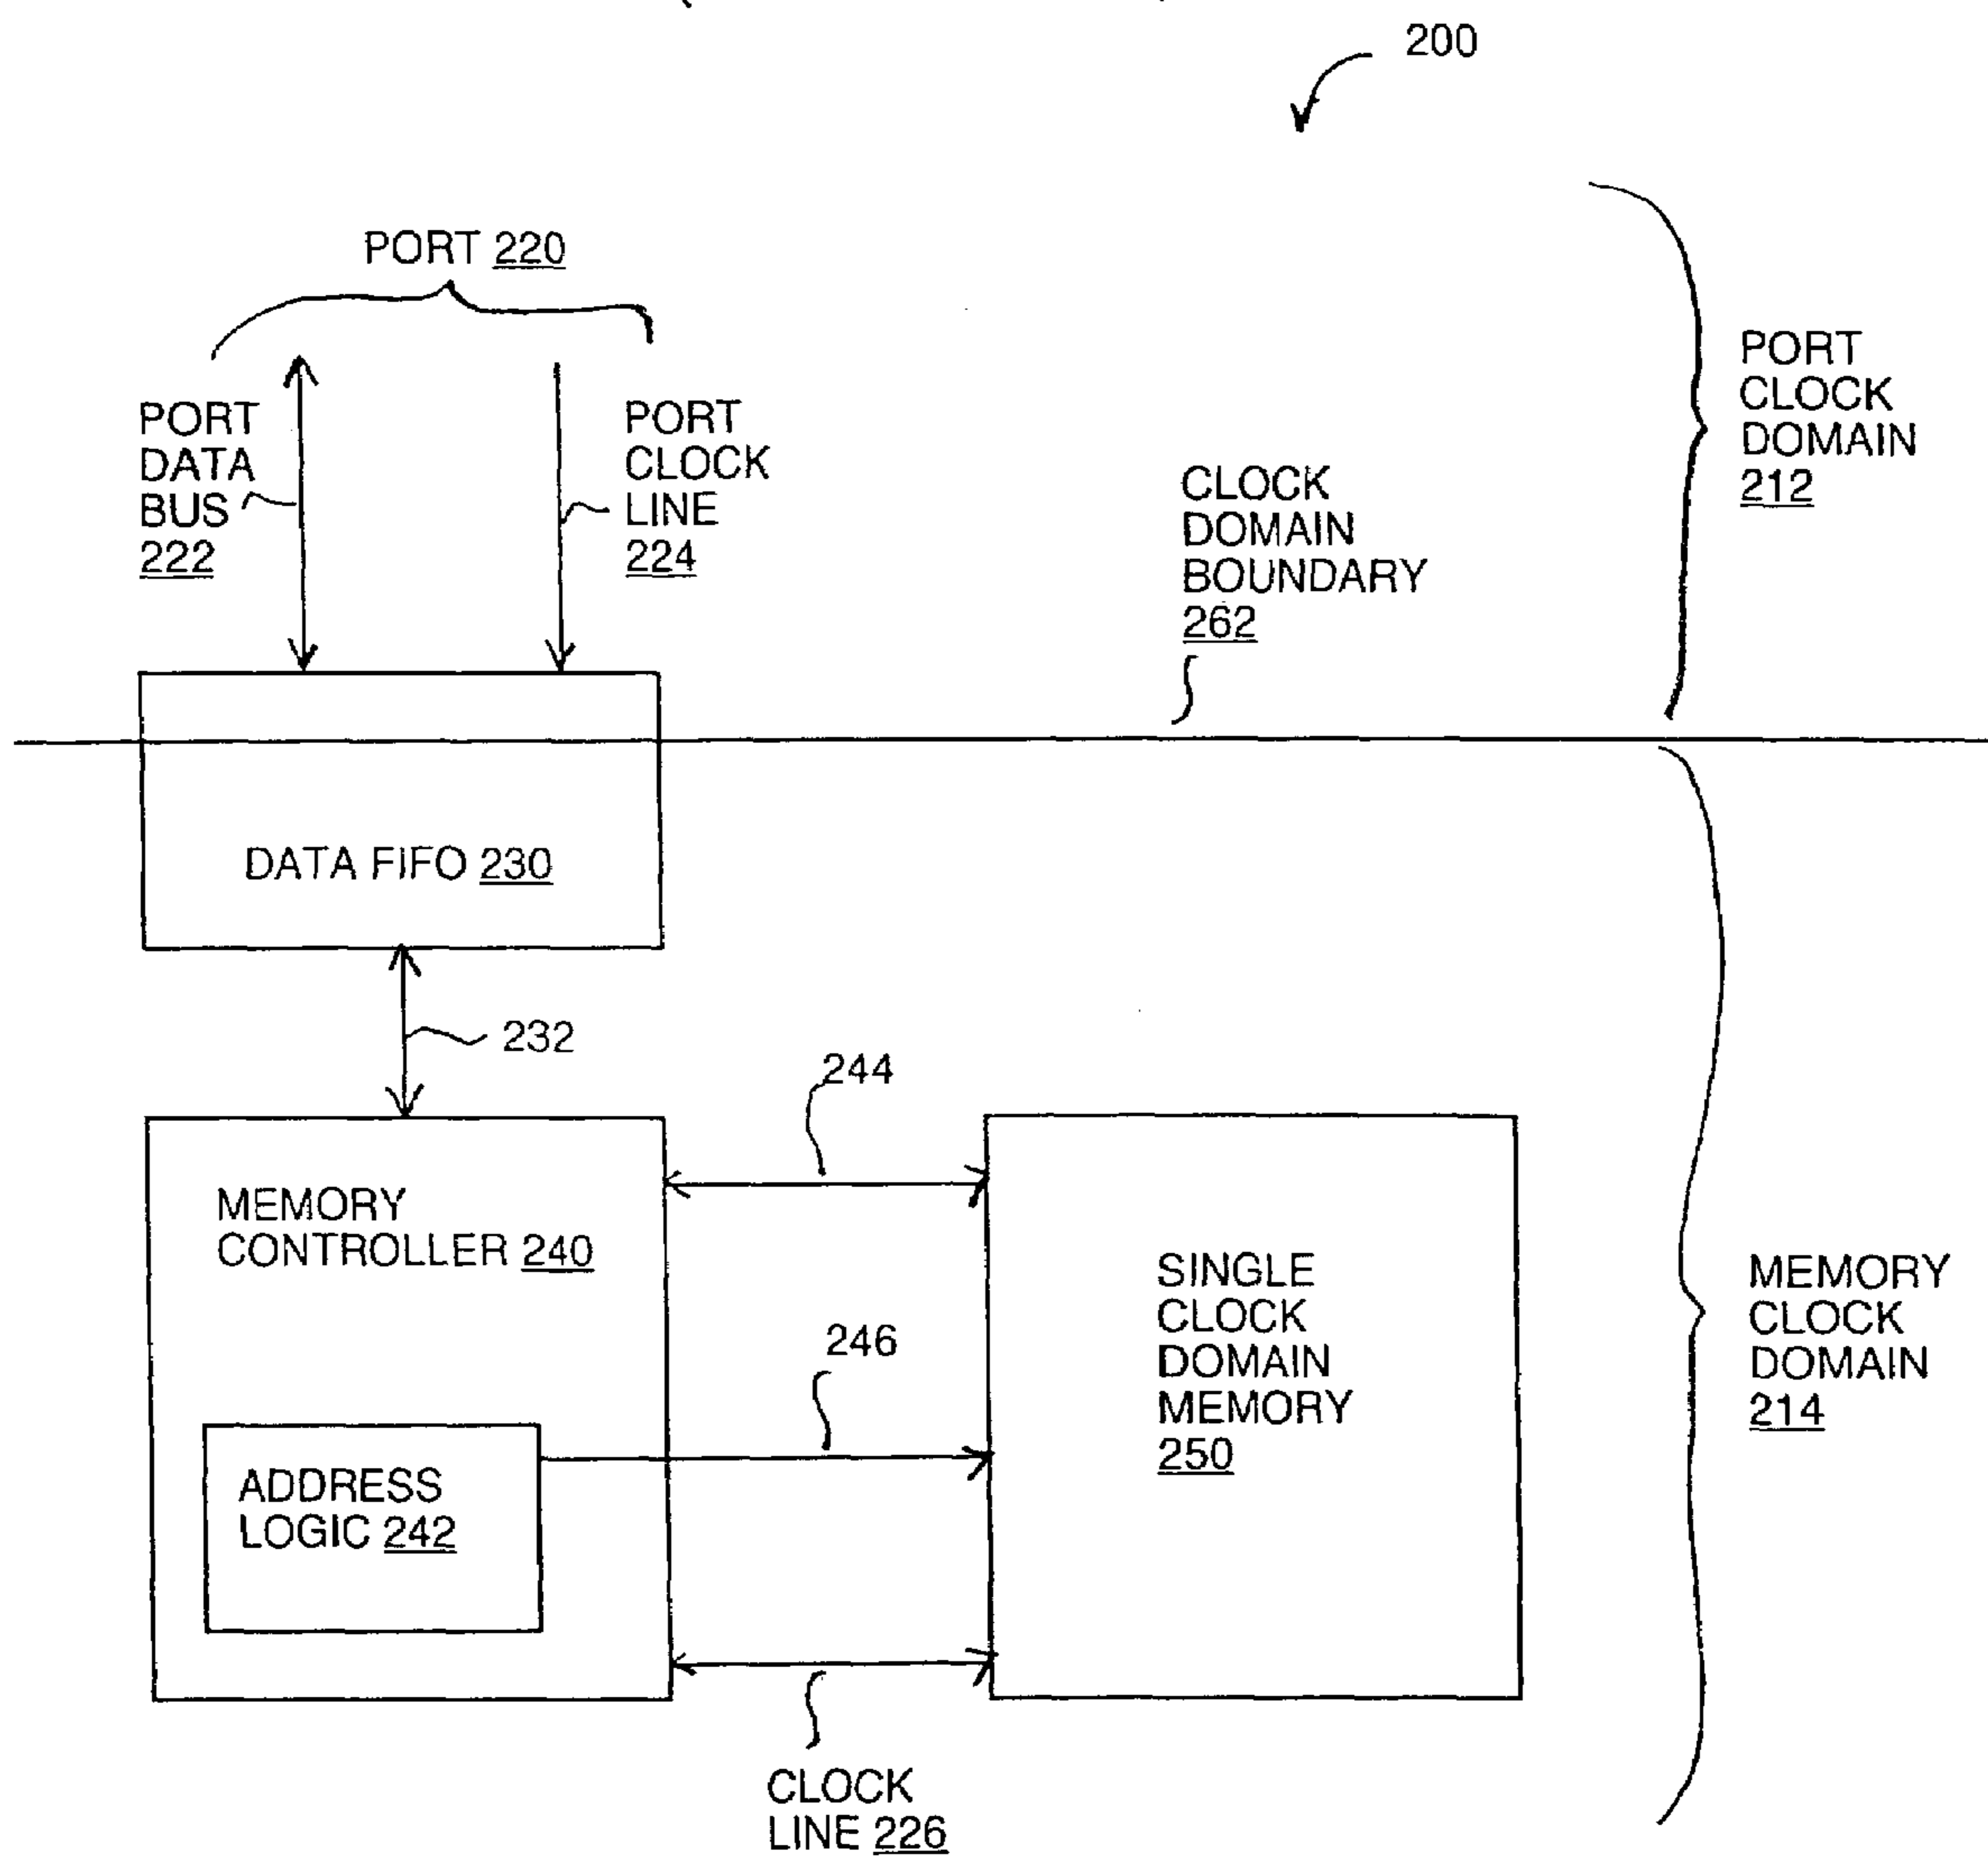 200
PORT 220
PORT
DATA
BUS
222
PORT
CLOCK
LINE
224
CLOCK
DOMAIN
BOUNDARY
262
PORT
CLOCK
DOMAIN
212
DATA FIFO 230
232
244
MEMORY
CONTROLLER 240
246
ADDRESS
LOGIC 242
SINGLE
CLOCK
DOMAIN
MEMORY
250
MEMORY
CLOCK
DOMAIN
214
CLOCK
LINE 226